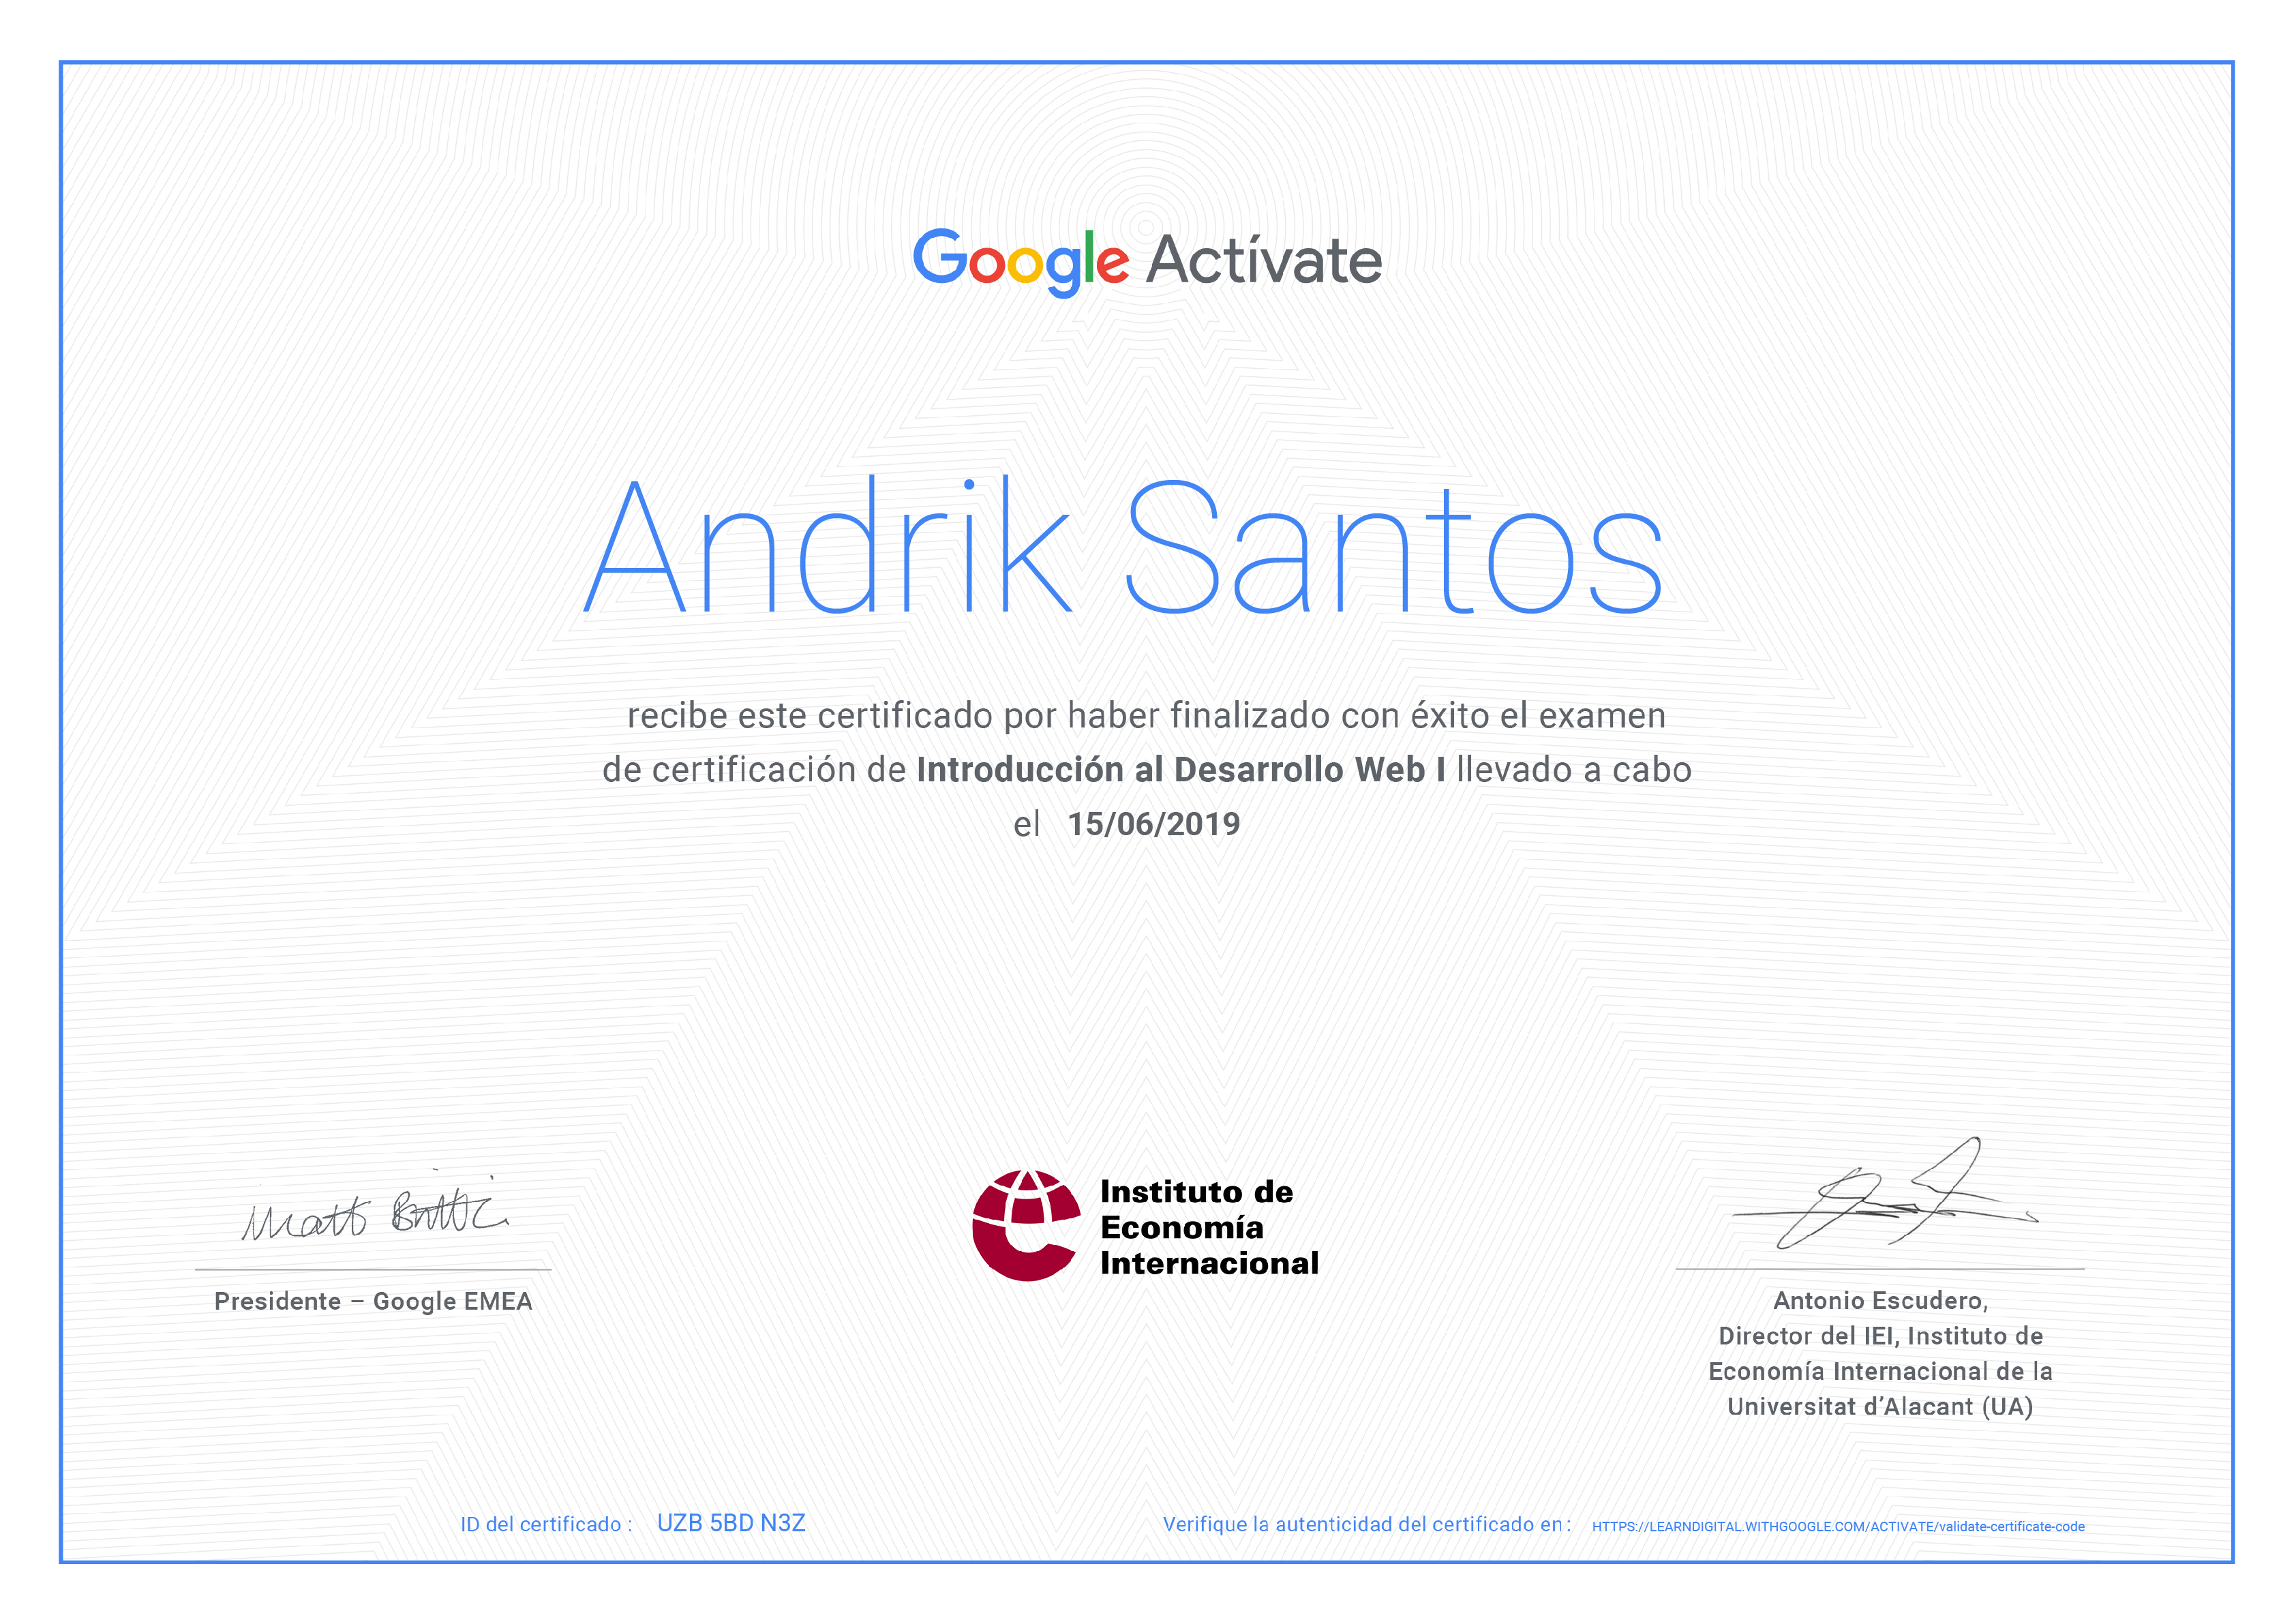 Google Actívate
Andrik Santos
recibe este certificado por haber finalizado con éxito el examen
de certificación de Introducción al Desarrollo Web I llevado a cabo
el 15/06/2019
Matt Brittin
Presidente – Google EMEA
Instituto de
Economía
Internacional
Antonio Escudero,
Director del IEI, Instituto de
Economía Internacional de la
Universitat d’Alacant (UA)
ID del certificado : UZB 5BD N3Z
Verifique la autenticidad del certificado en : HTTPS://LEARNDIGITAL.WITHGOOGLE.COM/ACTIVATE/validate-certificate-code